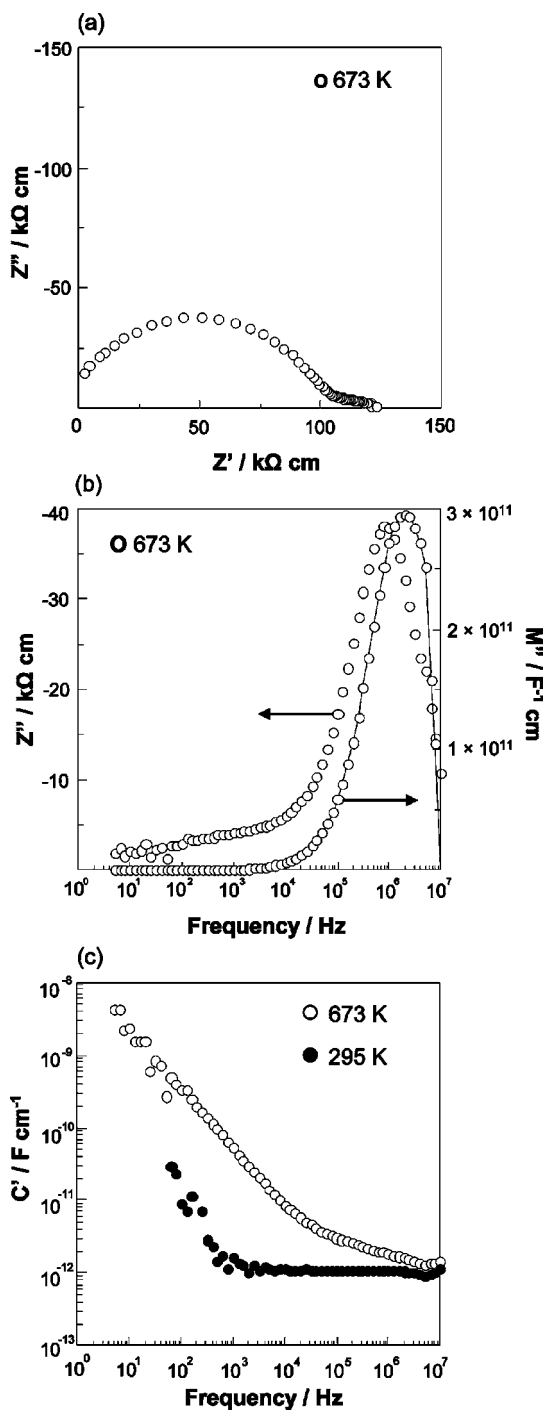 (a)
-150
-100
-50
0
Z'' / kΩ cm
o 673 K
0 50 100 150
Z' / kΩ cm
(b)
-40
-30
-20
-10
Z'' / kΩ cm
o 673 K
3 × 10¹¹
2 × 10¹¹
1 × 10¹¹
M'' / F⁻¹ cm
10⁰ 10¹ 10² 10³ 10⁴ 10⁵ 10⁶ 10⁷
Frequency / Hz
(c)
10⁻⁸
10⁻⁹
10⁻¹⁰
10⁻¹¹
10⁻¹²
10⁻¹³
C' / F cm⁻¹
673 K
295 K
10⁰ 10¹ 10² 10³ 10⁴ 10⁵ 10⁶ 10⁷
Frequency / Hz